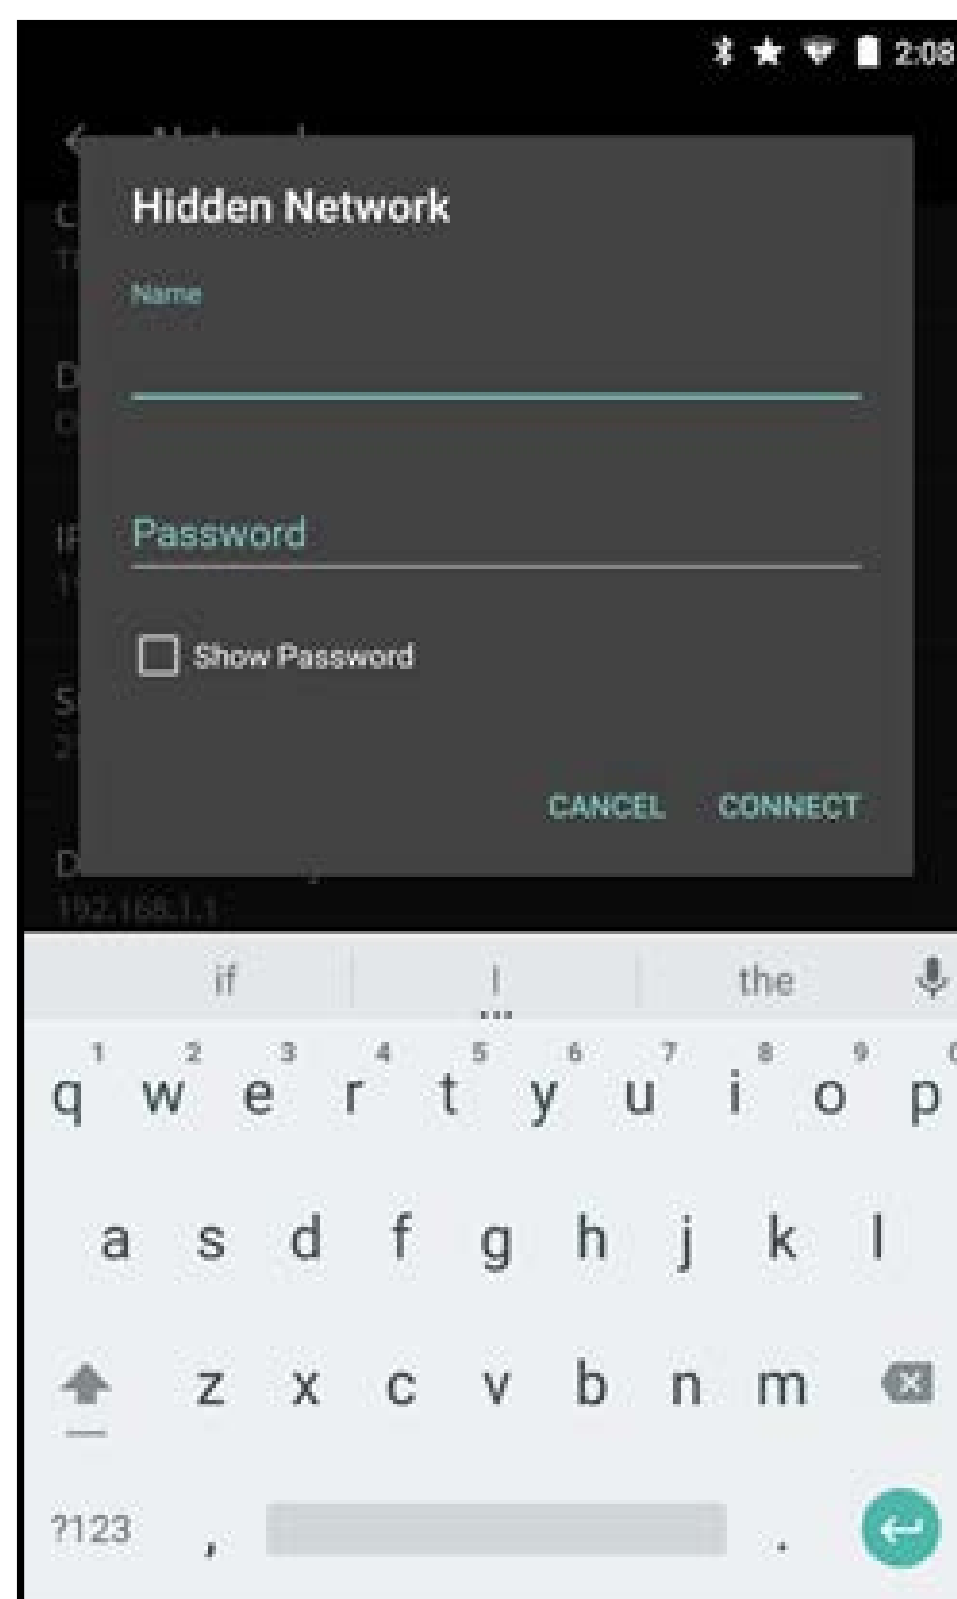 2:08
Hidden Network
Name
Password
Show Password
CANCEL CONNECT
192.168.1.1
if I the
1 2 3 4 5 6 7 8 9 0
q w e r t y u i o p
a s d f g h j k l
z x c v b n m
?123 , .